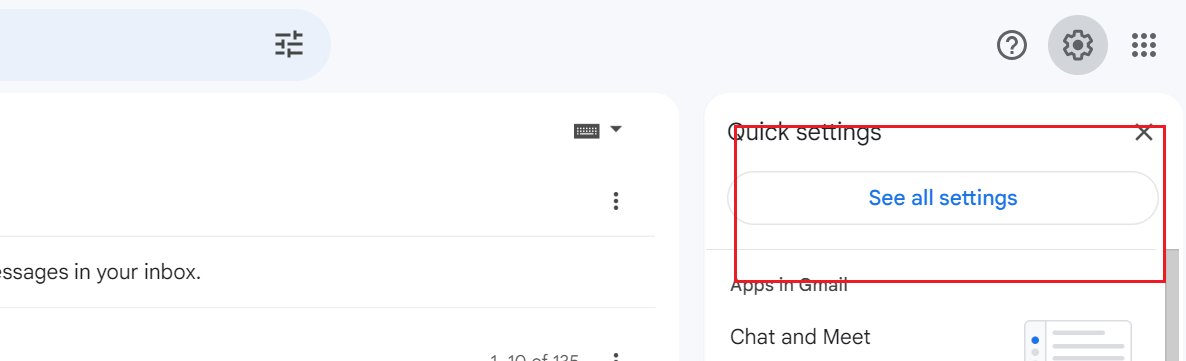 Quick settings
See all settings
essages in your inbox.
Apps in Gmail
Chat and Meet
1–10 of 135